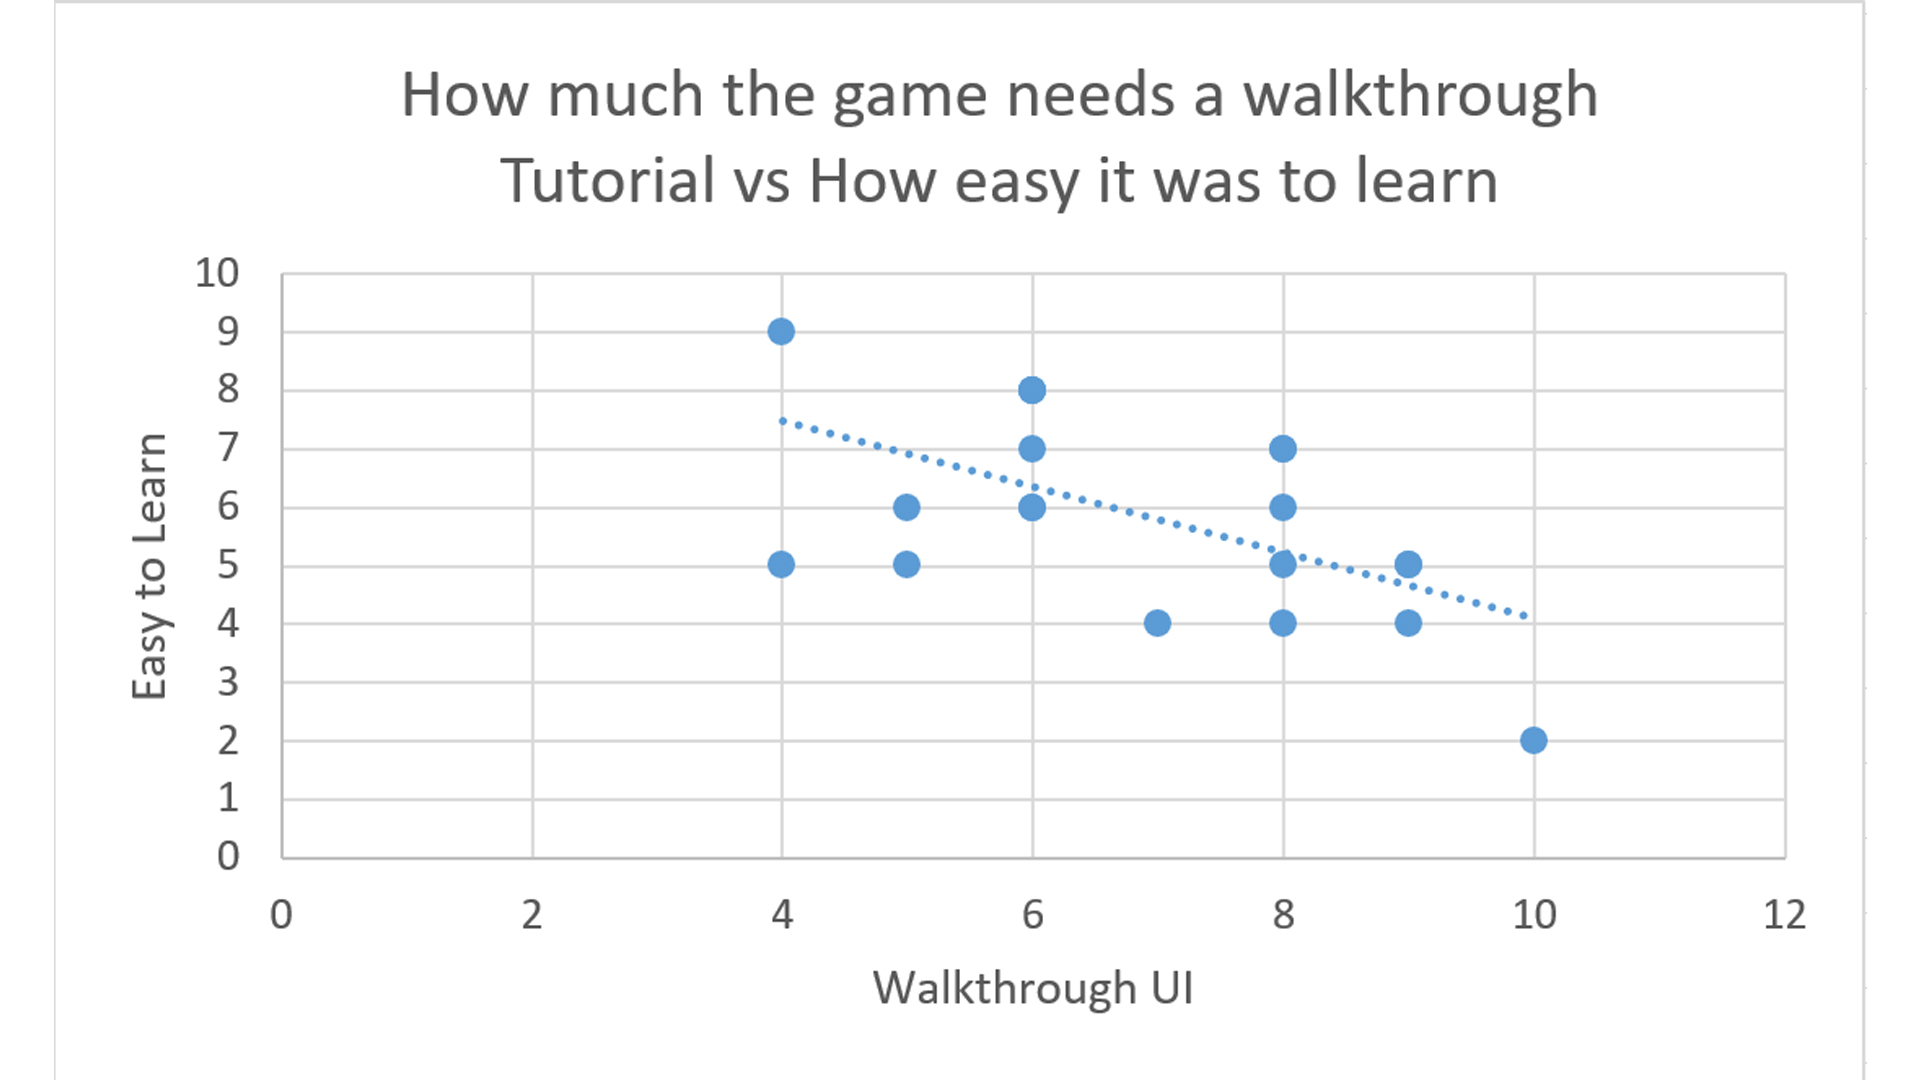 How much the game needs a walkthrough
Tutorial vs How easy it was to learn
10
9
8
7
6
5
4
3
2
1
0
Easy to Learn
0 2 4 6 8 10 12
Walkthrough UI